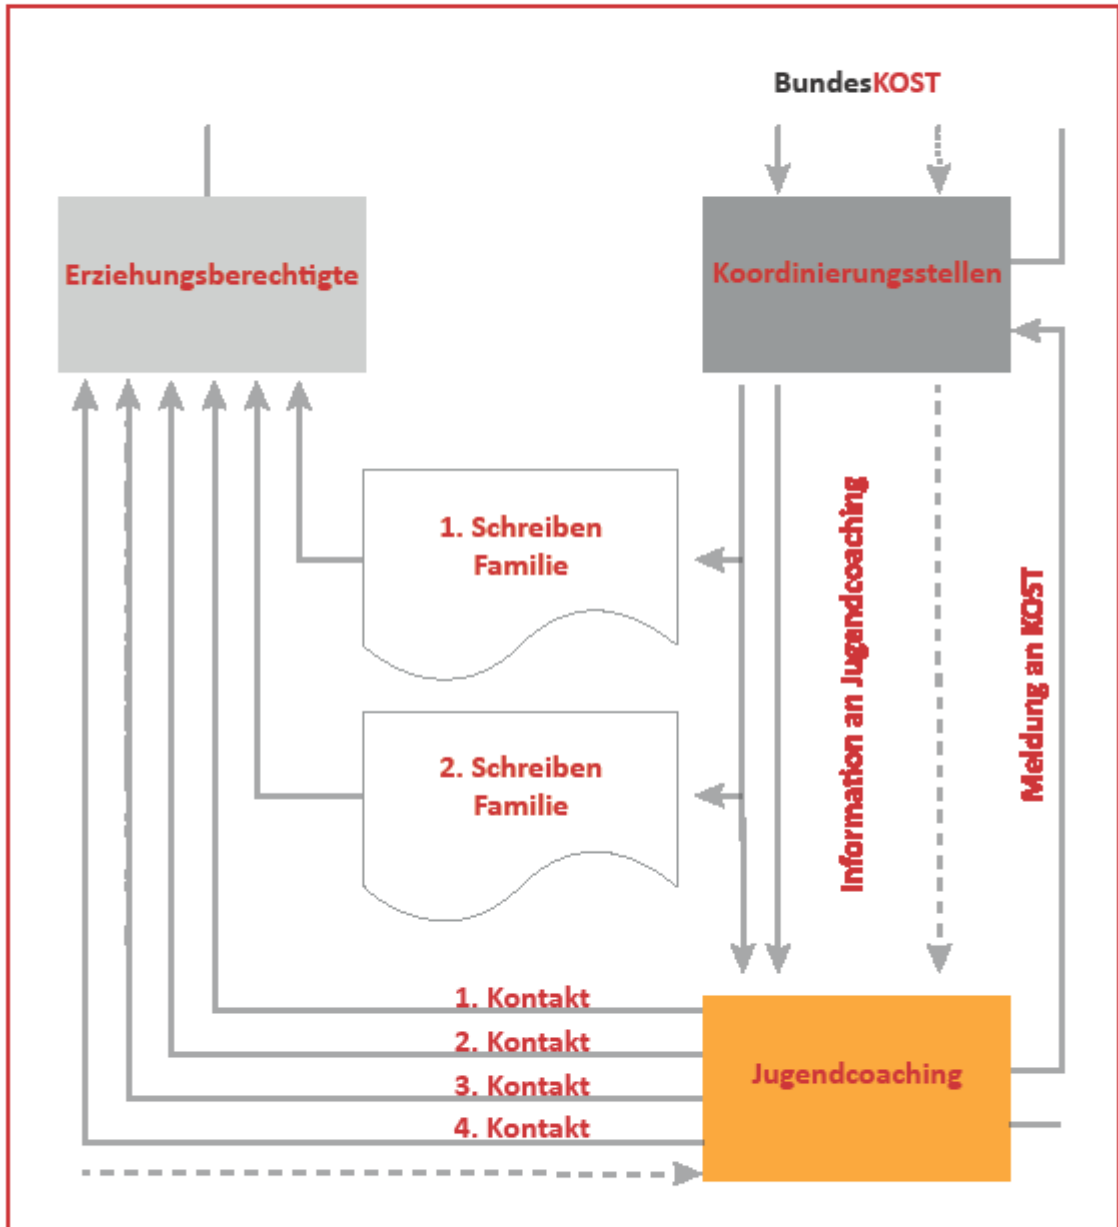 BundesKOST
Erziehungsberechtigte
Koordinierungsstellen
1. Schreiben
Familie
Information an Jugendcoaching
Meldung an KOST
2. Schreiben
Familie
1. Kontakt
2. Kontakt
3. Kontakt
4. Kontakt
Jugendcoaching